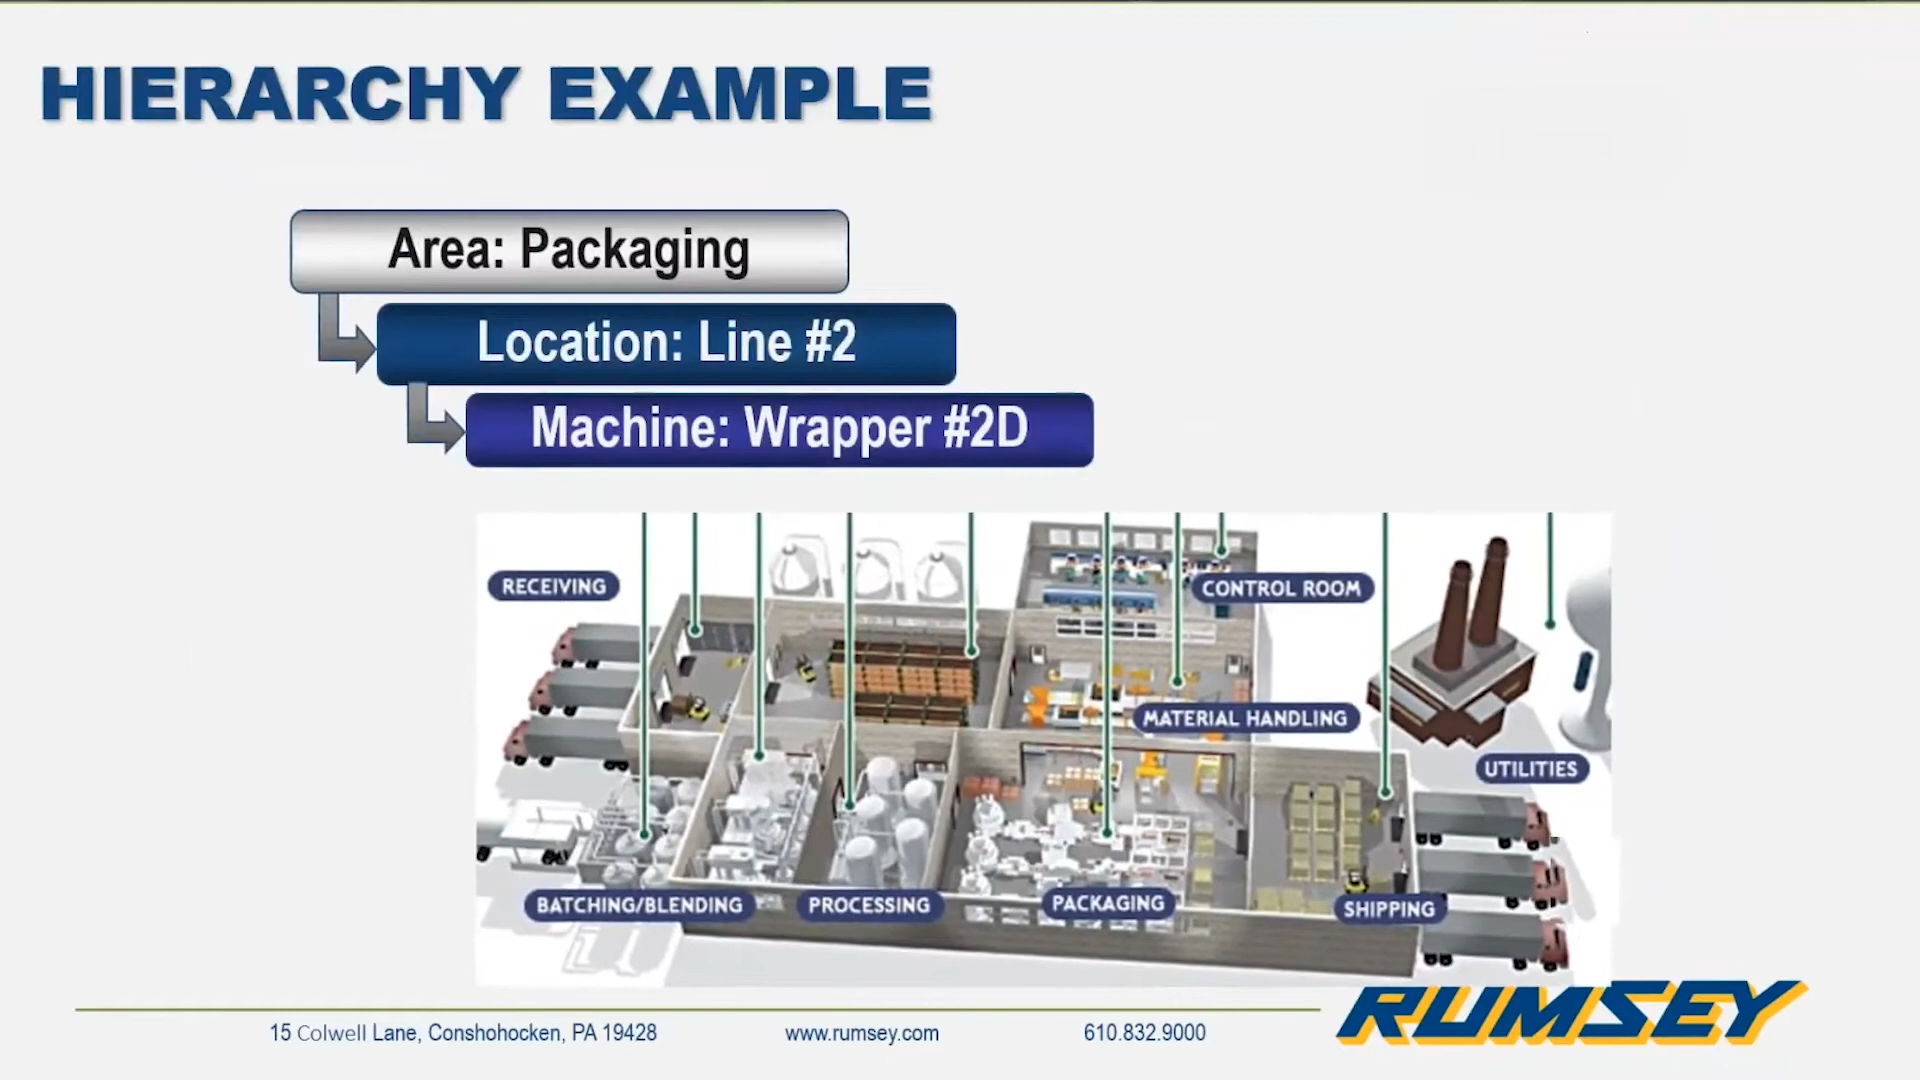 HIERARCHY EXAMPLE
Area: Packaging
Location: Line #2
Machine: Wrapper #2D
RECEIVING
CONTROL ROOM
MATERIAL HANDLING
UTILITIES
BATCHING/BLENDING
PROCESSING
PACKAGING
SHIPPING
15 Colwell Lane, Conshohocken, PA 19428
www.rumsey.com
610.832.9000
RUMSEY